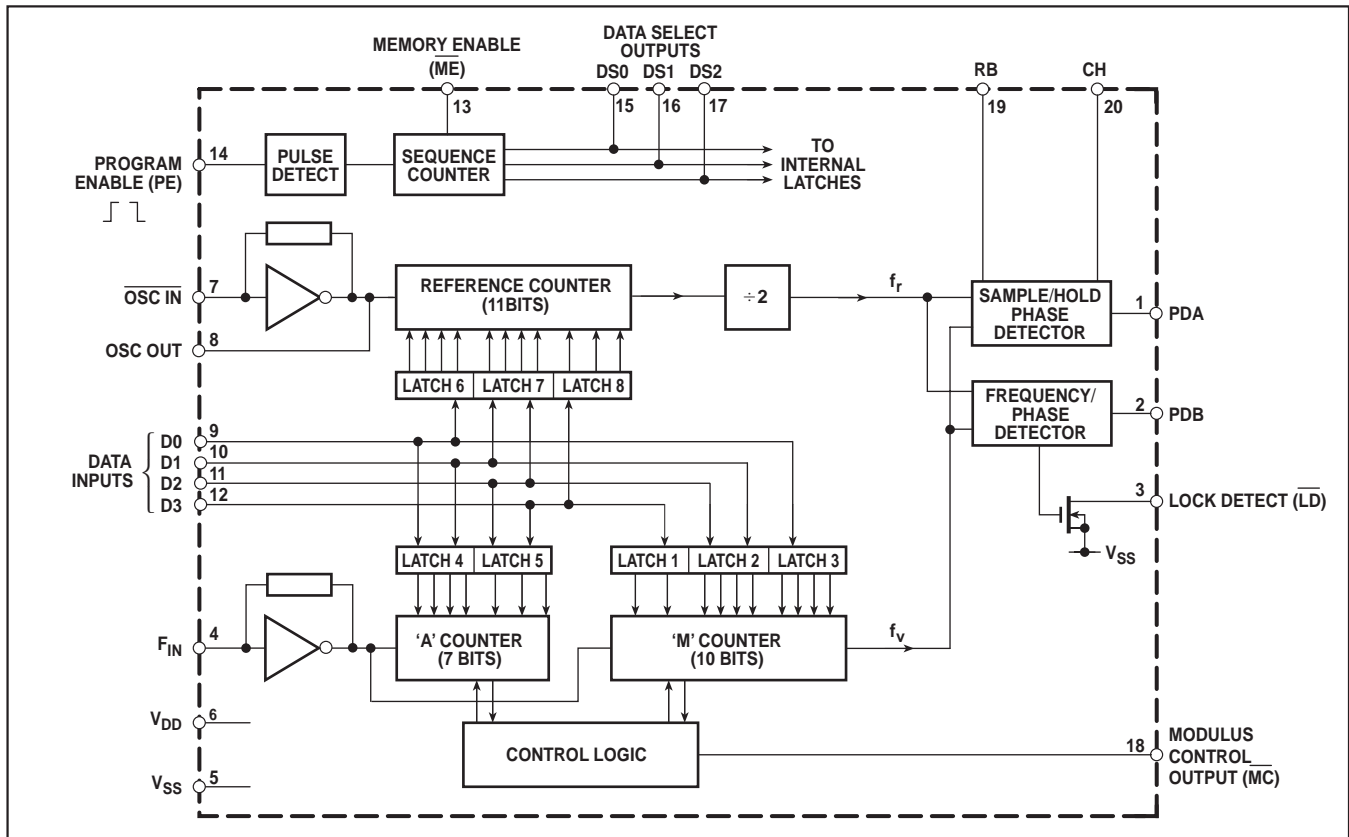 MEMORY ENABLE
(ME)
13
DATA SELECT
OUTPUTS
DS0 DS1 DS2
15 16 17
RB CH
19 20
PROGRAM
ENABLE (PE)
14
PULSE
DETECT
SEQUENCE
COUNTER
TO
INTERNAL
LATCHES
OSC IN
7
OSC OUT
8
REFERENCE COUNTER
(11BITS)
÷2
fr
SAMPLE/HOLD
PHASE
DETECTOR
1
PDA
LATCH 6 LATCH 7 LATCH 8
FREQUENCY/
PHASE
DETECTOR
2
PDB
DATA
INPUTS
D0 9
D1 10
D2 11
D3 12
3
LOCK DETECT (LD)
VSS
LATCH 4 LATCH 5
LATCH 1 LATCH 2 LATCH 3
FIN
4
‘A’ COUNTER
(7 BITS)
‘M’ COUNTER
(10 BITS)
fv
VDD
6
VSS
5
CONTROL LOGIC
18
MODULUS
CONTROL
OUTPUT (MC)